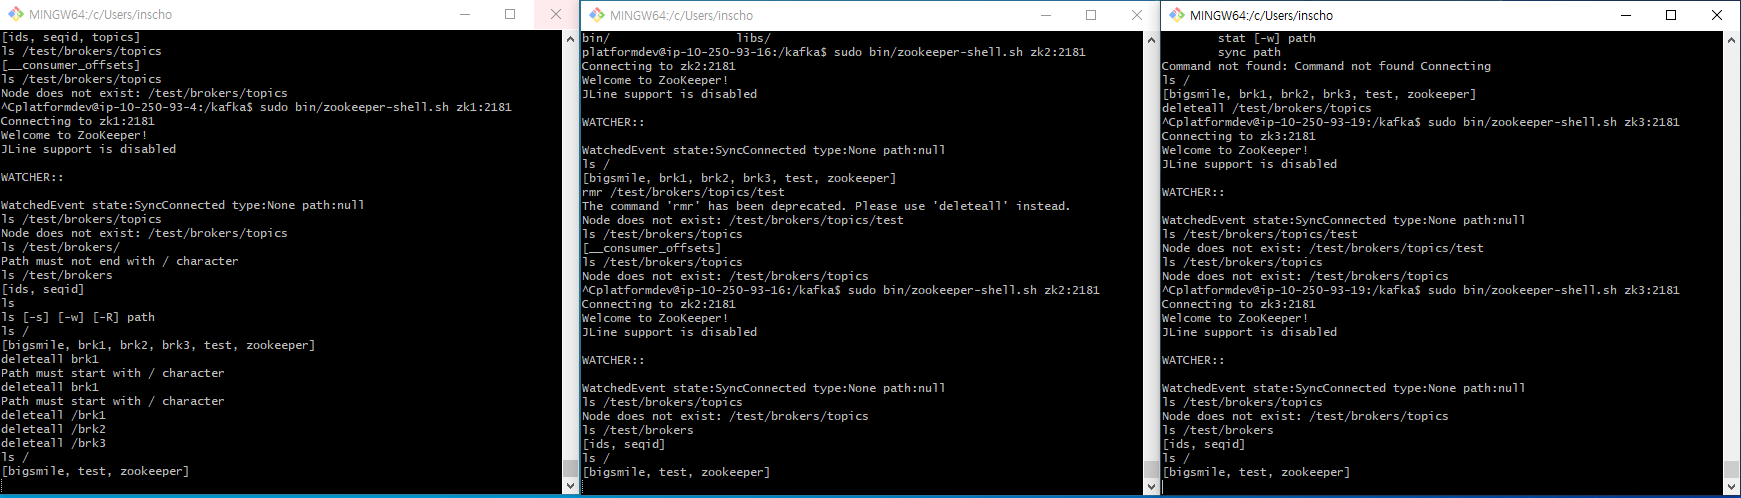 MINGW64:/c/Users/inscho
[ids, seqid, topics]
ls /test/brokers/topics
[__consumer_offsets]
ls /test/brokers/topics
Node does not exist: /test/brokers/topics
^Cplatformdev@ip-10-250-93-4:/kafka$ sudo bin/zookeeper-shell.sh zk1:2181
Connecting to zk1:2181
Welcome to ZooKeeper!
JLine support is disabled
WATCHER::
WatchedEvent state:SyncConnected type:None path:null
ls /test/brokers/topics
Node does not exist: /test/brokers/topics
ls /test/brokers/
Path must not end with / character
ls /test/brokers
[ids, seqid]
ls
ls [-s] [-w] [-R] path
ls /
[bigsmile, brk1, brk2, brk3, test, zookeeper]
deleteall brk1
Path must start with / character
deleteall brk1
Path must start with / character
deleteall /brk1
deleteall /brk2
deleteall /brk3
ls /
[bigsmile, test, zookeeper]
MINGW64:/c/Users/inscho
bin/ libs/
platformdev@ip-10-250-93-16:/kafka$ sudo bin/zookeeper-shell.sh zk2:2181
Connecting to zk2:2181
Welcome to ZooKeeper!
JLine support is disabled
WATCHER::
WatchedEvent state:SyncConnected type:None path:null
ls /
[bigsmile, brk1, brk2, brk3, test, zookeeper]
rmr /test/brokers/topics/test
The command 'rmr' has been deprecated. Please use 'deleteall' instead.
Node does not exist: /test/brokers/topics/test
ls /test/brokers/topics
[__consumer_offsets]
ls /test/brokers/topics
Node does not exist: /test/brokers/topics
^Cplatformdev@ip-10-250-93-16:/kafka$ sudo bin/zookeeper-shell.sh zk2:2181
Connecting to zk2:2181
Welcome to ZooKeeper!
JLine support is disabled
WATCHER::
WatchedEvent state:SyncConnected type:None path:null
ls /test/brokers/topics
Node does not exist: /test/brokers/topics
ls /test/brokers
[ids, seqid]
ls /
[bigsmile, test, zookeeper]
MINGW64:/c/Users/inscho
stat [-w] path
sync path
Command not found: Command not found Connecting
ls /
[bigsmile, brk1, brk2, brk3, test, zookeeper]
deleteall /test/brokers/topics
^Cplatformdev@ip-10-250-93-19:/kafka$ sudo bin/zookeeper-shell.sh zk3:2181
Connecting to zk3:2181
Welcome to ZooKeeper!
JLine support is disabled
WATCHER::
WatchedEvent state:SyncConnected type:None path:null
ls /test/brokers/topics/test
Node does not exist: /test/brokers/topics/test
ls /test/brokers/topics
Node does not exist: /test/brokers/topics
^Cplatformdev@ip-10-250-93-19:/kafka$ sudo bin/zookeeper-shell.sh zk3:2181
Connecting to zk3:2181
Welcome to ZooKeeper!
JLine support is disabled
WATCHER::
WatchedEvent state:SyncConnected type:None path:null
ls /test/brokers/topics
Node does not exist: /test/brokers/topics
ls /test/brokers
[ids, seqid]
ls /
[bigsmile, test, zookeeper]